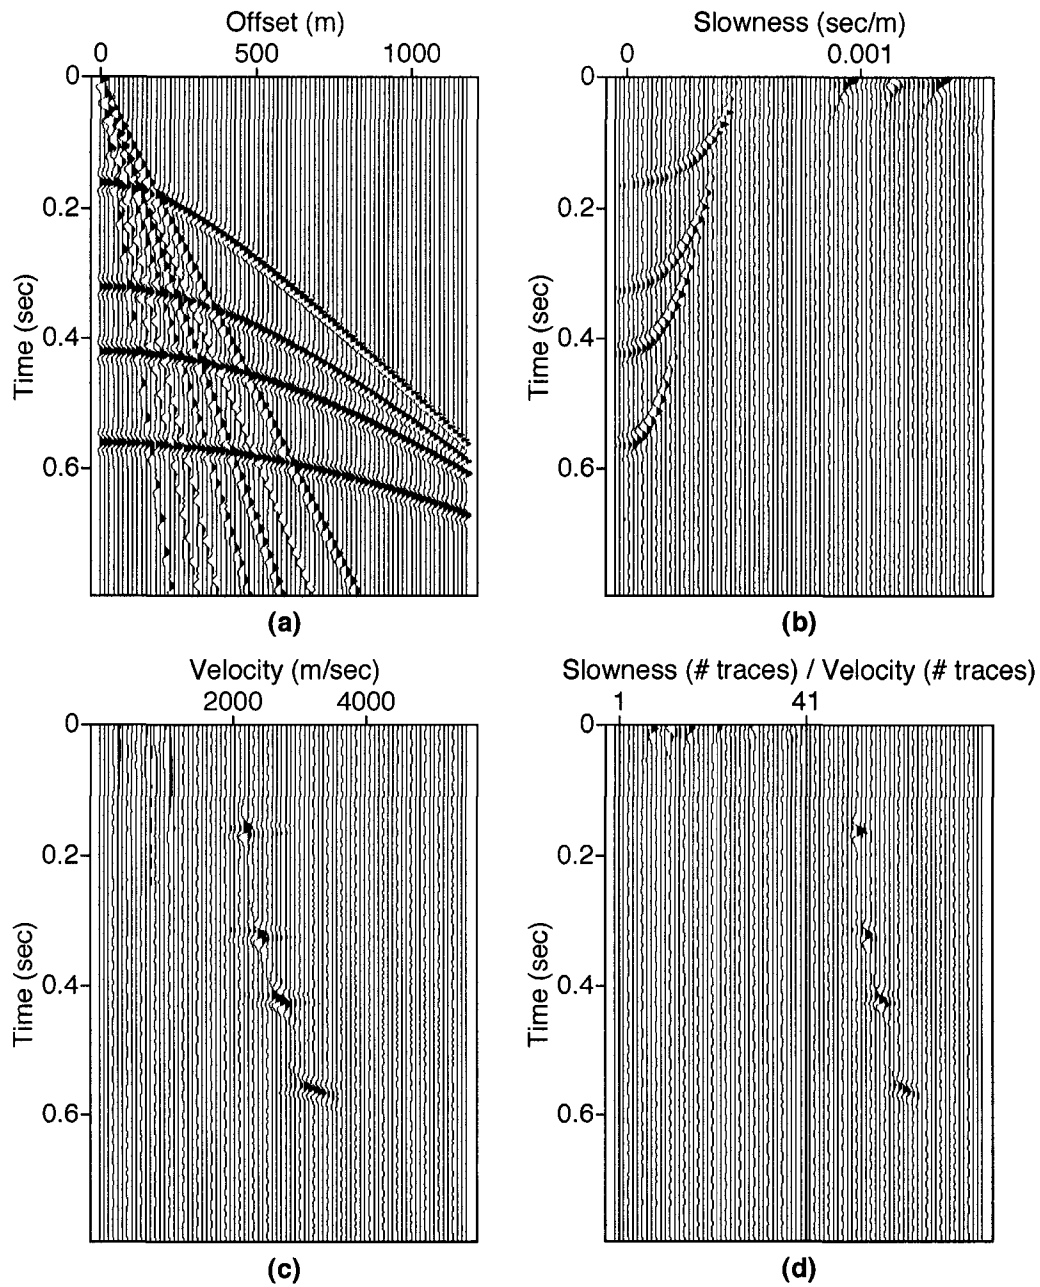 Offset (m)
0 500 1000
0
0.2
0.4
0.6
Time (sec)
(a)
Slowness (sec/m)
0 0.001
0
0.2
0.4
0.6
Time (sec)
(b)
Velocity (m/sec)
2000 4000
0
0.2
0.4
0.6
Time (sec)
(c)
Slowness (# traces) / Velocity (# traces)
1 41
0
0.2
0.4
0.6
Time (sec)
(d)